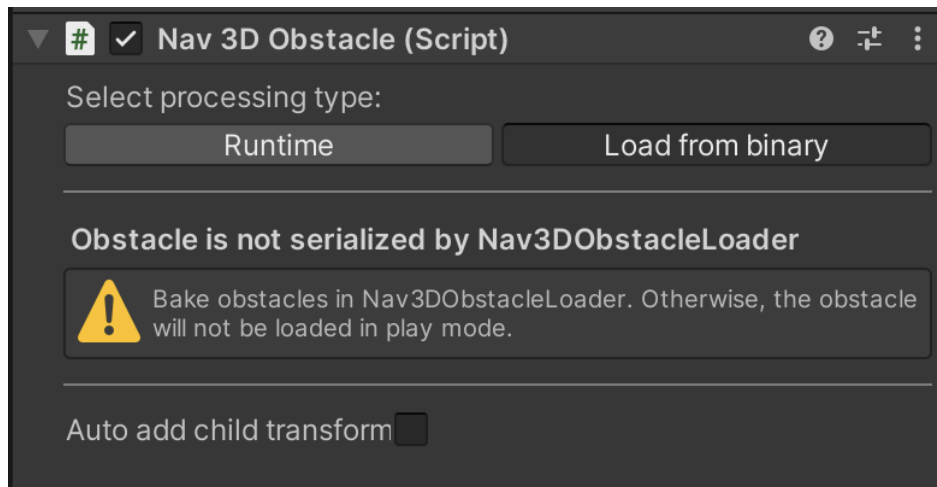 Nav 3D Obstacle (Script)
Select processing type:
Runtime Load from binary
Obstacle is not serialized by Nav3DObstacleLoader
Bake obstacles in Nav3DObstacleLoader. Otherwise, the obstacle
will not be loaded in play mode.
Auto add child transform